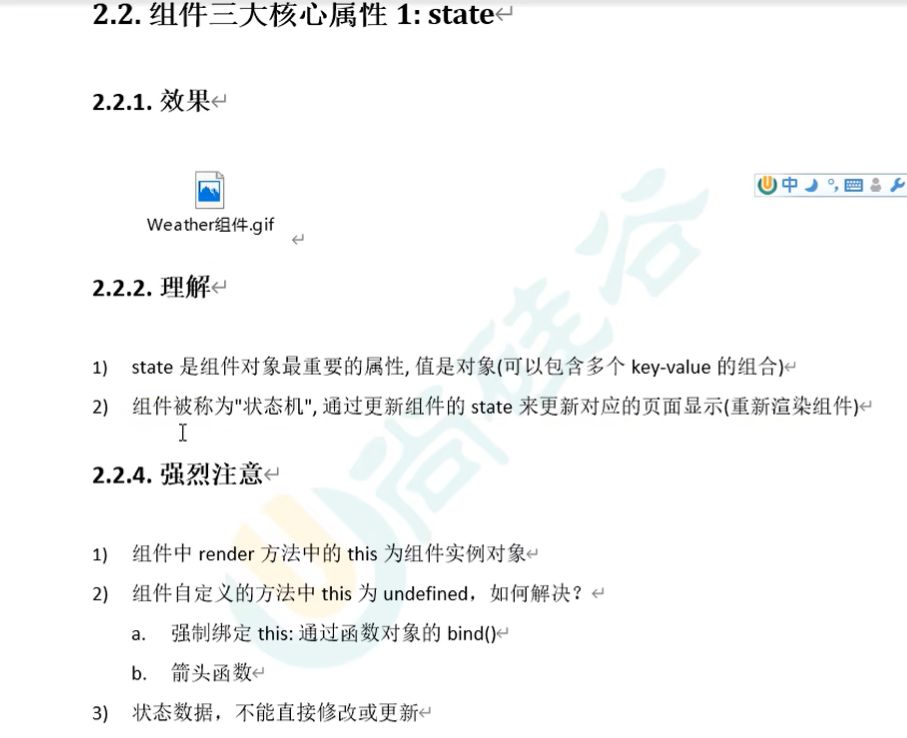 2.2. 组件三大核心属性 1: state
2.2.1. 效果
中
Weather组件.gif
2.2.2. 理解
1) state 是组件对象最重要的属性, 值是对象(可以包含多个 key-value 的组合)
2) 组件被称为"状态机", 通过更新组件的 state 来更新对应的页面显示(重新渲染组件)
2.2.4. 强烈注意
1) 组件中 render 方法中的 this 为组件实例对象
2) 组件自定义的方法中 this 为 undefined，如何解决？
a. 强制绑定 this: 通过函数对象的 bind()
b. 箭头函数
3) 状态数据，不能直接修改或更新
尚硅谷